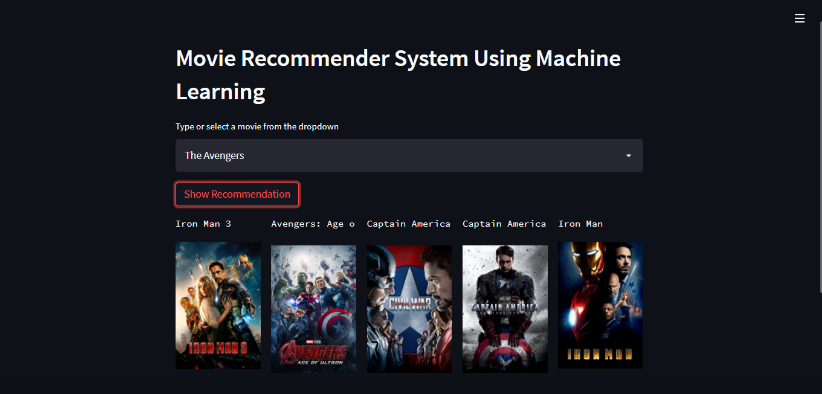 Movie Recommender System Using Machine
Learning
Type or select a movie from the dropdown
The Avengers
Show Recommendation
Iron Man 3
Avengers: Age o
Captain America
Captain America
Iron Man
IRON MAN 3
AVENGERS
AGE OF ULTRON
CIVIL WAR
CAPTAIN AMERICA
IRON MAN